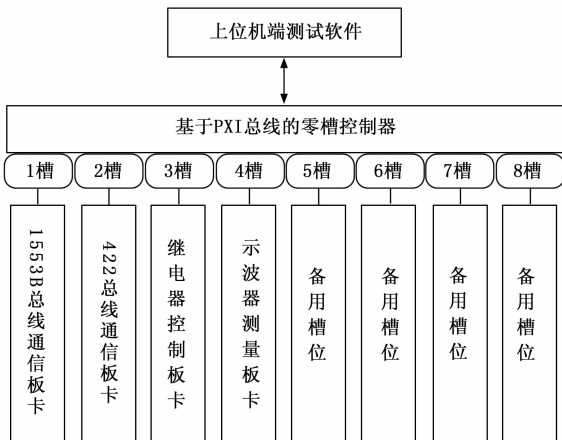 上位机端测试软件
基于PXI总线的零槽控制器
1槽
2槽
3槽
4槽
5槽
6槽
7槽
8槽
1553B总线通信板卡
422总线通信板卡
继电器控制板卡
示波器测量板卡
备用槽位
备用槽位
备用槽位
备用槽位